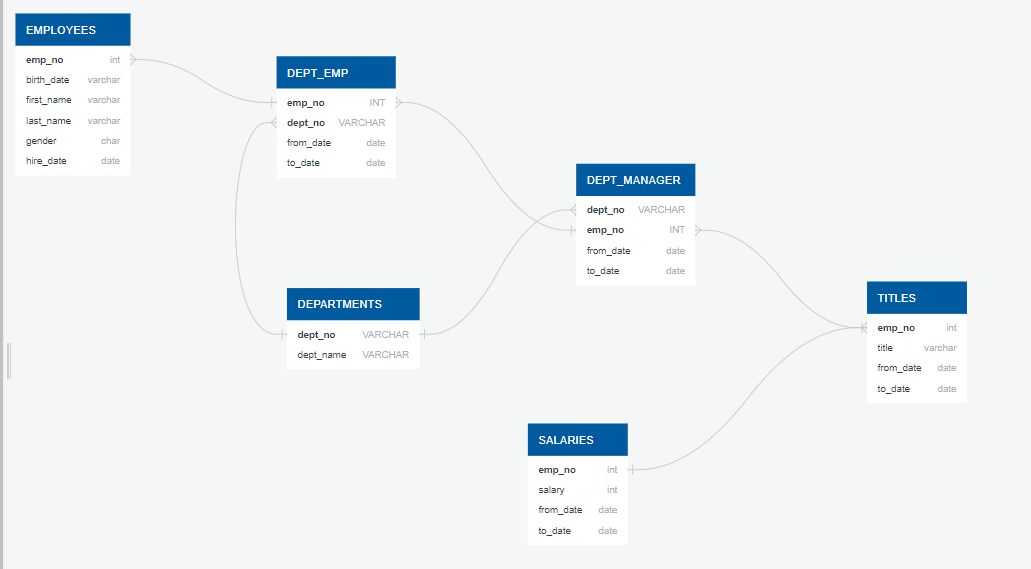 EMPLOYEES
emp_no int
birth_date varchar
first_name varchar
last_name varchar
gender char
hire_date date
DEPT_EMP
emp_no INT
dept_no VARCHAR
from_date date
to_date date
DEPT_MANAGER
dept_no VARCHAR
emp_no INT
from_date date
to_date date
DEPARTMENTS
dept_no VARCHAR
dept_name VARCHAR
TITLES
emp_no int
title varchar
from_date date
to_date date
SALARIES
emp_no int
salary int
from_date date
to_date date